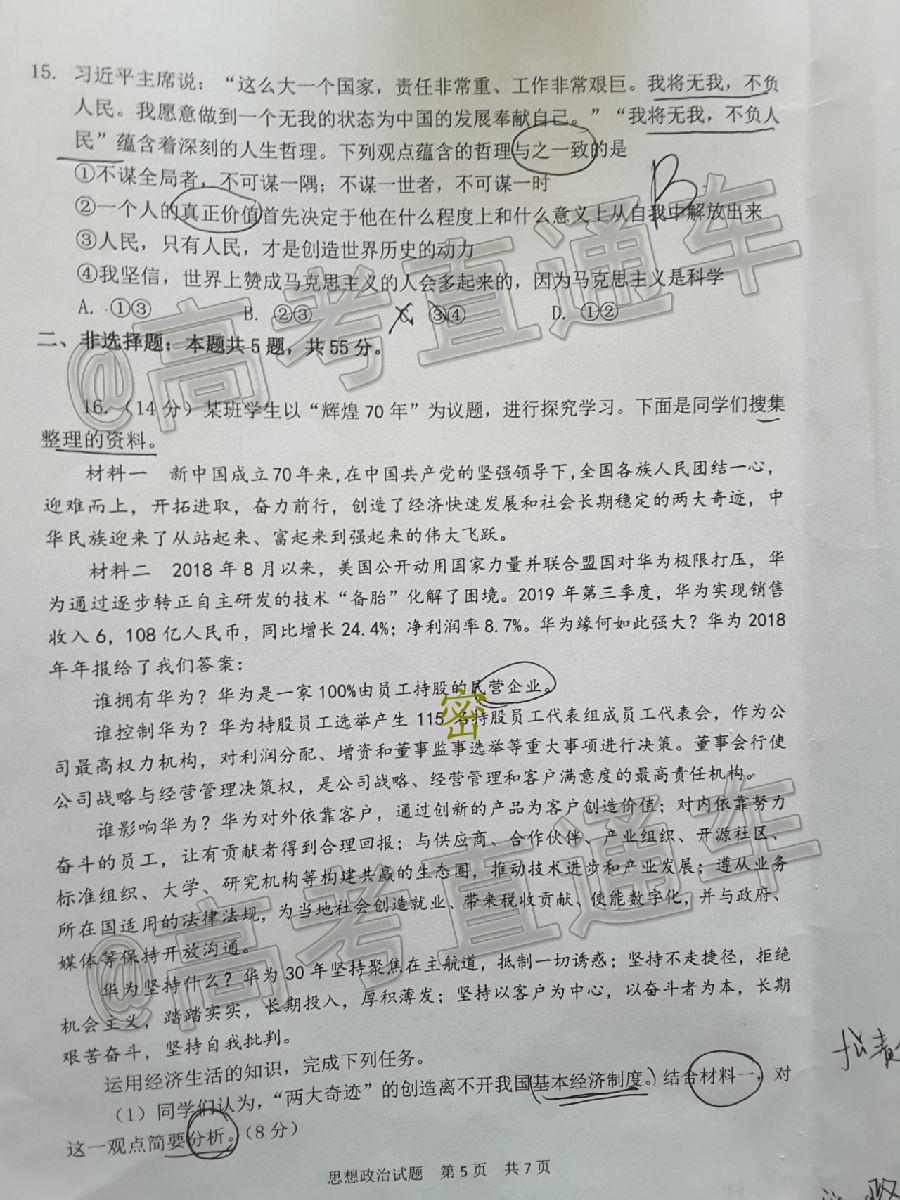 15. 习近平主席说：“这么大一个国家，责任非常重、工作非常艰巨。我将无我，不负
人民。我愿意做到一个无我的状态为中国的发展奉献自己。”“我将无我，不负人
民”蕴含着深刻的人生哲理。下列观点蕴含的哲理与之一致的是
①不谋全局者，不可谋一隅；不谋一世者，不可谋一时
B
②一个人的真正价值首先决定于他在什么程度上和什么意义上从自我中解放出来
③人民，只有人民，才是创造世界历史的动力
④我坚信，世界上赞成马克思主义的人会多起来的，因为马克思主义是科学
A. ①③ B. ②③ C. ③④ D. ①②
二、非选择题：本题共5题，共55分。
16.（14分）某班学生以“辉煌70年”为议题，进行探究学习。下面是同学们搜集
整理的资料。
材料一 新中国成立70年来，在中国共产党的坚强领导下，全国各族人民团结一心，
迎难而上，开拓进取，奋力前行，创造了经济快速发展和社会长期稳定的两大奇迹，中
华民族迎来了从站起来、富起来到强起来的伟大飞跃。
材料二 2018年8月以来，美国公开动用国家力量并联合盟国对华为极限打压，华
为通过逐步转正自主研发的技术“备胎”化解了困境。2019年第三季度，华为实现销售
收入6，108亿人民币，同比增长24.4%；净利润率8.7%。华为缘何如此强大？华为2018
年年报给了我们答案：
谁拥有华为？华为是一家100%由员工持股的民营企业。
谁控制华为？华为持股员工选举产生115名持股员工代表组成员工代表会，作为公
密
司最高权力机构，对利润分配、增资和董事监事选举等重大事项进行决策。董事会行使
公司战略与经营管理决策权，是公司战略、经营管理和客户满意度的最高责任机构。
谁影响华为？华为对外依靠客户，通过创新的产品为客户创造价值；对内依靠努力
奋斗的员工，让有贡献者得到合理回报；与供应商、合作伙伴、产业组织、开源社区、
标准组织、大学、研究机构等构建共赢的生态圈，推动技术进步和产业发展；遵从业务
所在国适用的法律法规，为当地社会创造就业、带来税收贡献、使能数字化，并与政府、
媒体等保持开放沟通。
华为坚持什么？华为30年坚持聚焦在主航道，抵制一切诱惑；坚持不走捷径，拒绝
机会主义，踏踏实实，长期投入，厚积薄发；坚持以客户为中心，以奋斗者为本，长期
艰苦奋斗，坚持自我批判。
运用经济生活的知识，完成下列任务。
（1）同学们认为，“两大奇迹”的创造离不开我国基本经济制度。结合材料一，对
这一观点简要分析。（8分）
思想政治试题 第5页 共7页
@高考直通车
@高考直通车